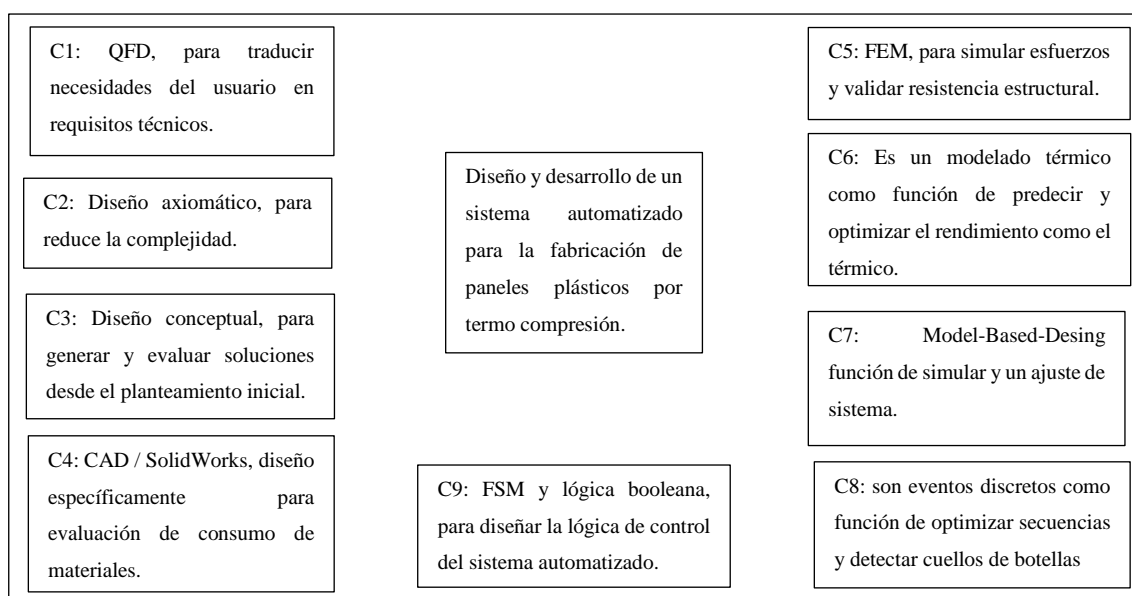 C1: QFD, para traducir
necesidades del usuario en
requisitos técnicos.
C2: Diseño axiomático, para
reduce la complejidad.
C3: Diseño conceptual, para
generar y evaluar soluciones
desde el planteamiento inicial.
C4: CAD / SolidWorks, diseño
específicamente para
evaluación de consumo de
materiales.
Diseño y desarrollo de un
sistema automatizado
para la fabricación de
paneles plásticos por
termo compresión.
C9: FSM y lógica booleana,
para diseñar la lógica de control
del sistema automatizado.
C5: FEM, para simular esfuerzos
y validar resistencia estructural.
C6: Es un modelado térmico
como función de predecir y
optimizar el rendimiento como el
térmico.
C7: Model-Based-Desing
función de simular y un ajuste de
sistema.
C8: son eventos discretos como
función de optimizar secuencias
y detectar cuellos de botellas